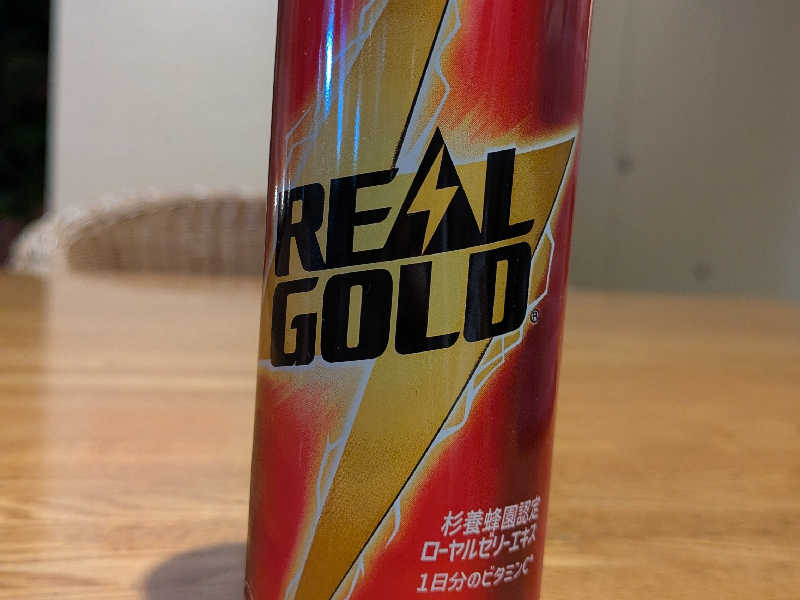 REAL
GOLD®
杉養蜂園認定
ローヤルゼリーエキス
1日分のビタミンC*